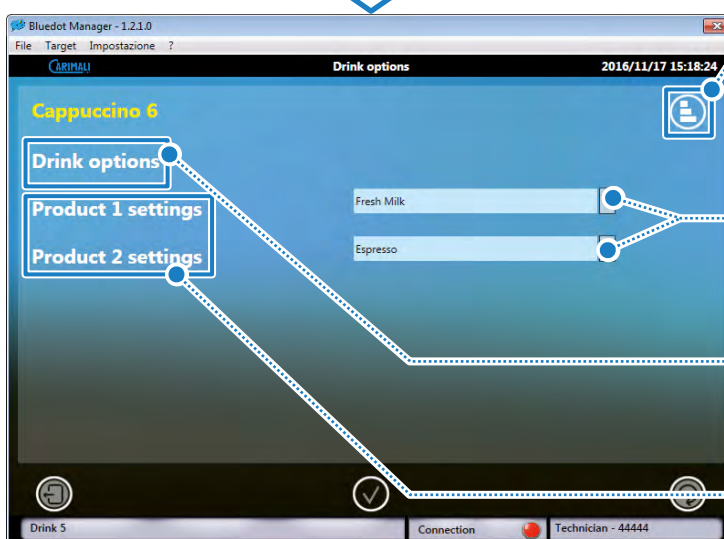 Bluedot Manager - 1.2.1.0
File Target Impostazione ?
CARIMALI Drink options 2016/11/17 15:18:24
Cappuccino 6
Drink options
Product 1 settings Fresh Milk
Product 2 settings Espresso
Drink 5 Connection Technician - 44444